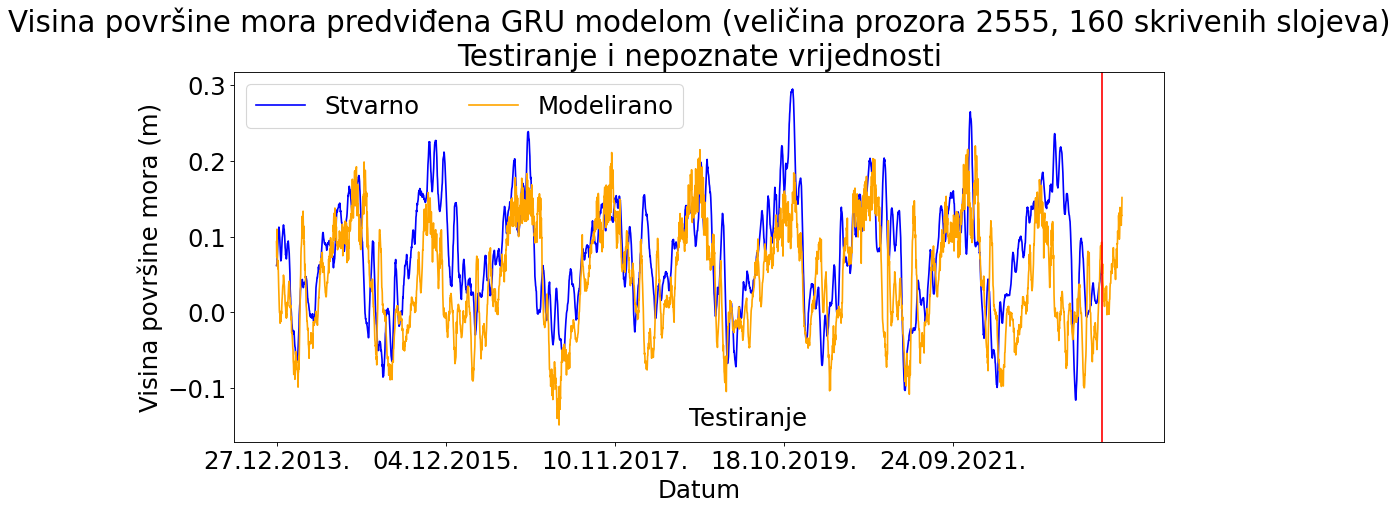 Visina površine mora predviđena GRU modelom (veličina prozora 2555, 160 skrivenih slojeva)
Testiranje i nepoznate vrijednosti
Visina površine mora (m)
0.3
0.2
0.1
0.0
−0.1
Stvarno Modelirano
Testiranje
27.12.2013. 04.12.2015. 10.11.2017. 18.10.2019. 24.09.2021.
Datum